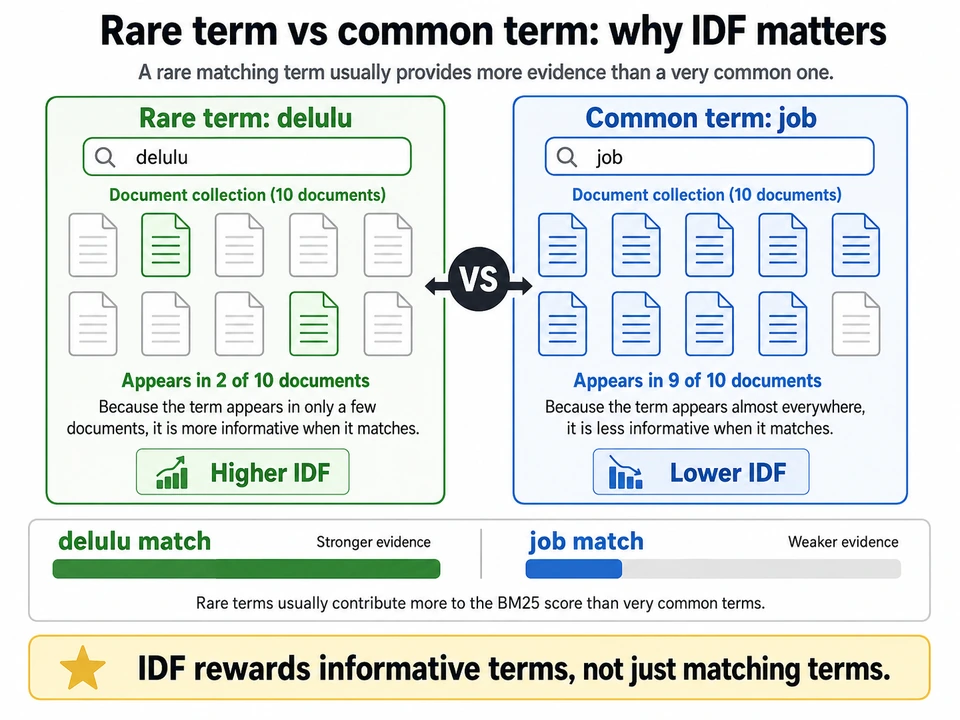 Rare term vs common term: why IDF matters
A rare matching term usually provides more evidence than a very common one.
Rare term: delulu
delulu
Document collection (10 documents)
Appears in 2 of 10 documents
Because the term appears in only a few
documents, it is more informative when it matches.
Higher IDF
VS
Common term: job
job
Document collection (10 documents)
Appears in 9 of 10 documents
Because the term appears almost everywhere,
it is less informative when it matches.
Lower IDF
delulu match
Stronger evidence
job match
Weaker evidence
Rare terms usually contribute more to the BM25 score than very common terms.
IDF rewards informative terms, not just matching terms.